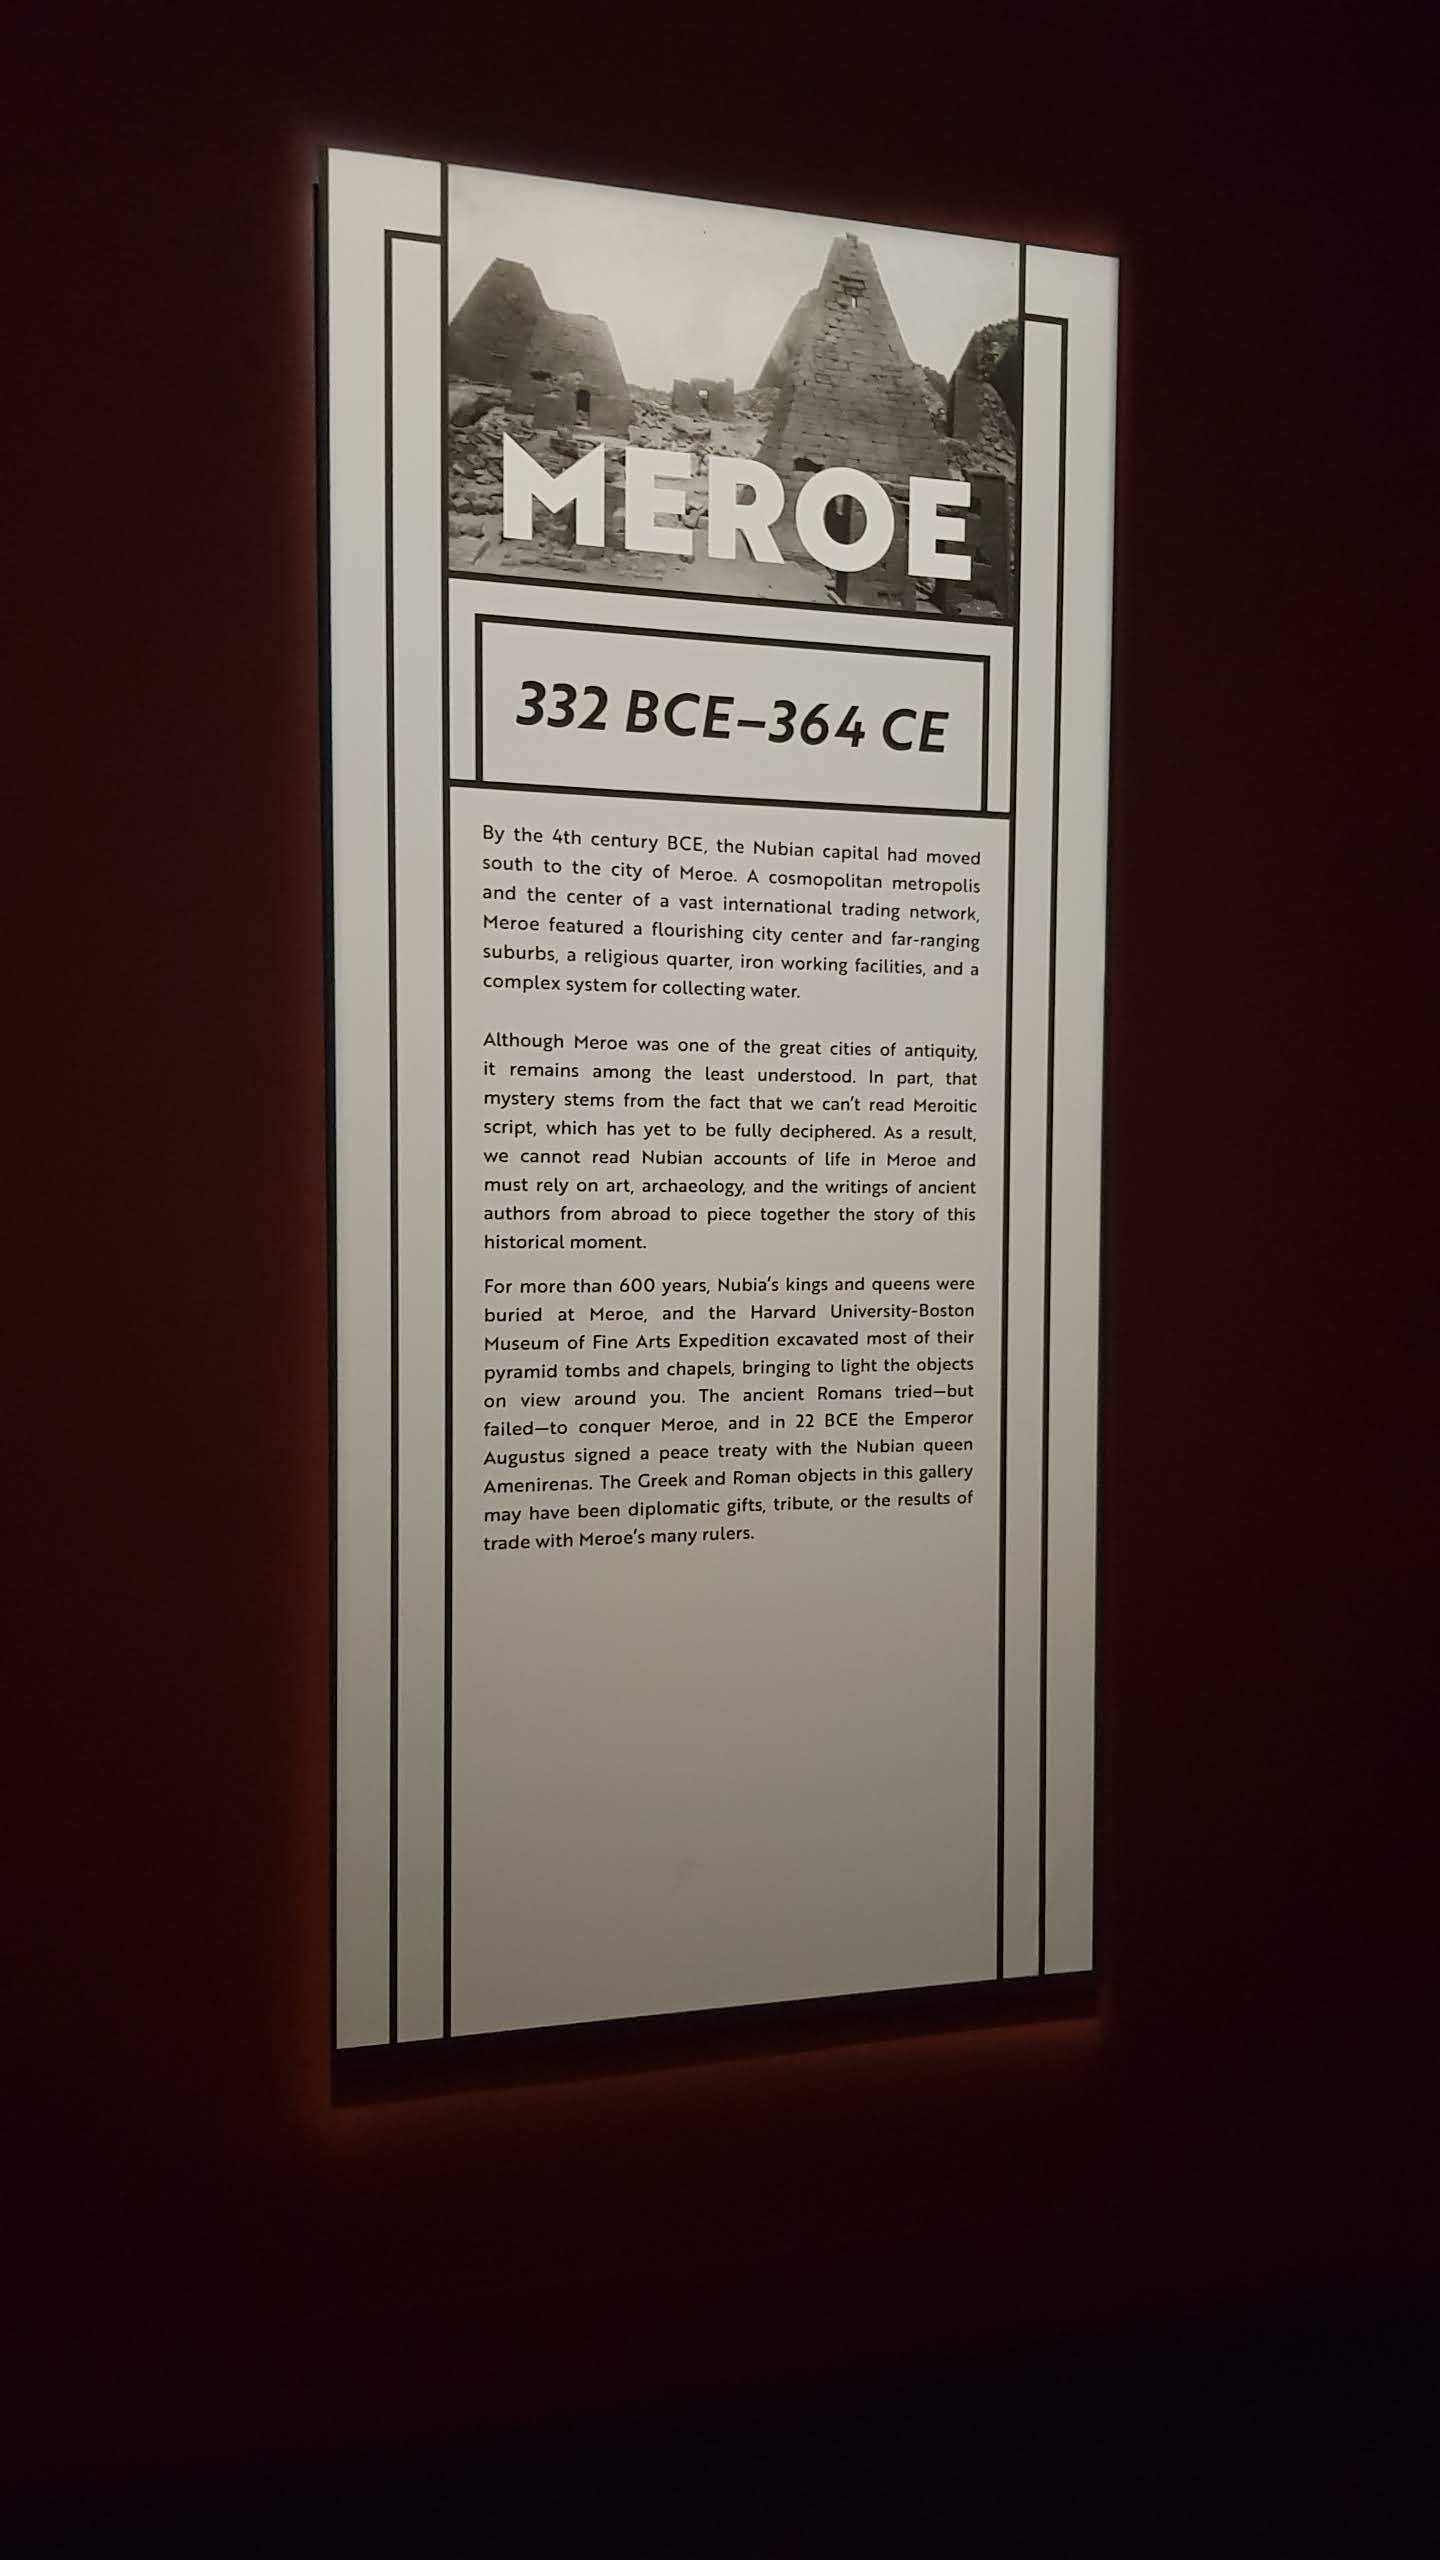 MEROE
332 BCE–364 CE
By the 4th century BCE, the Nubian capital had moved
south to the city of Meroe. A cosmopolitan metropolis
and the center of a vast international trading network,
Meroe featured a flourishing city center and far-ranging
suburbs, a religious quarter, iron working facilities, and a
complex system for collecting water.
Although Meroe was one of the great cities of antiquity,
it remains among the least understood. In part, that
mystery stems from the fact that we can't read Meroitic
script, which has yet to be fully deciphered. As a result,
we cannot read Nubian accounts of life in Meroe and
must rely on art, archaeology, and the writings of ancient
authors from abroad to piece together the story of this
historical moment.
For more than 600 years, Nubia's kings and queens were
buried at Meroe, and the Harvard University-Boston
Museum of Fine Arts Expedition excavated most of their
pyramid tombs and chapels, bringing to light the objects
on view around you. The ancient Romans tried—but
failed—to conquer Meroe, and in 22 BCE the Emperor
Augustus signed a peace treaty with the Nubian queen
Amenirenas. The Greek and Roman objects in this gallery
may have been diplomatic gifts, tribute, or the results of
trade with Meroe's many rulers.